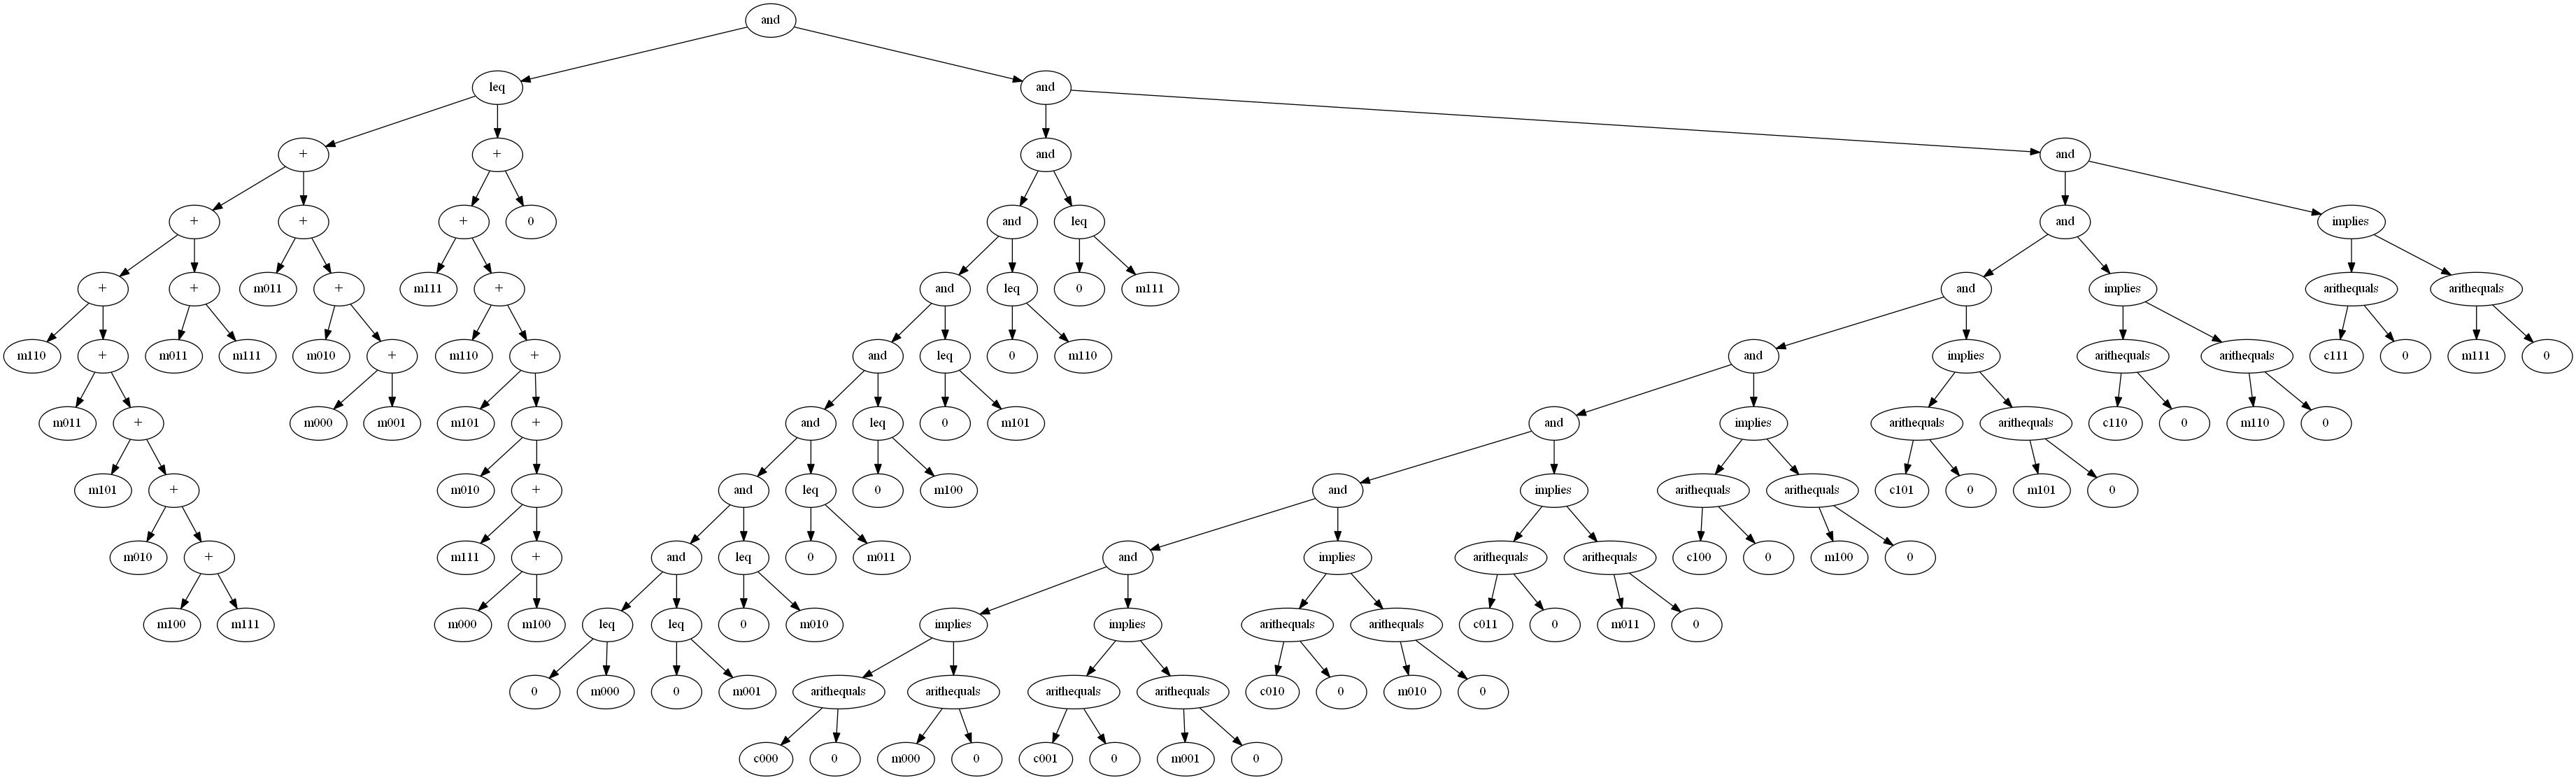 and
leq and
+ + and and
+ + + 0 and leq and implies
+ + m011 + m111 + and leq 0 m111 and implies arithequals arithequals
m110 + m011 m111 m010 + m110 + and leq 0 m110 and implies arithequals arithequals c111 0 m111 0
m011 + m000 m001 m101 + and leq 0 m101 and implies arithequals arithequals c110 0 m110 0
m101 + m010 + and leq 0 m100 and implies arithequals arithequals c101 0 m101 0
m010 + m111 + and leq 0 m011 and implies arithequals arithequals c100 0 m100 0
m100 m111 m000 m100 leq leq 0 m010 implies implies arithequals arithequals c011 0 m011 0
0 m000 0 m001 arithequals arithequals arithequals arithequals c010 0 m010 0
c000 0 m000 0 c001 0 m001 0